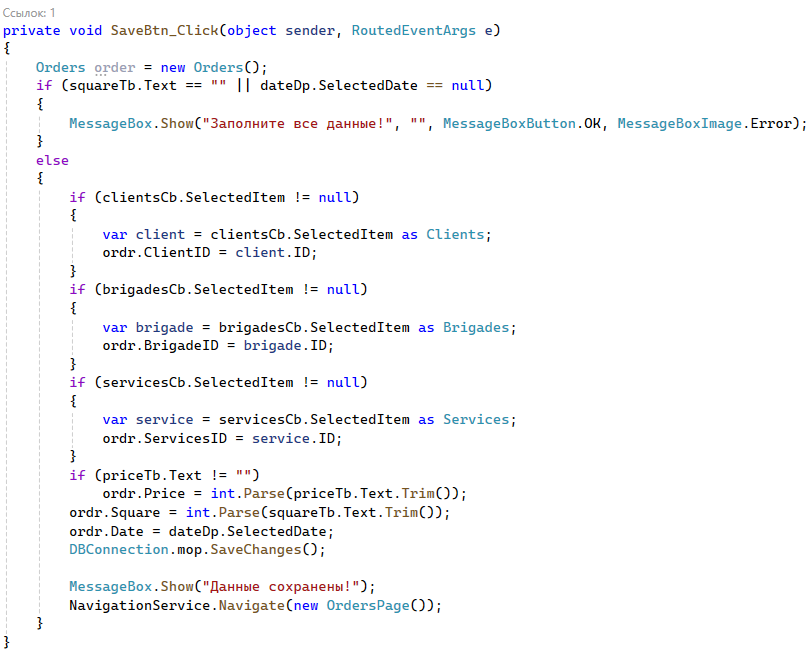 Ссылок: 1
private void SaveBtn_Click(object sender, RoutedEventArgs e)
{
    Orders order = new Orders();
    if (squareTb.Text == "" || dateDp.SelectedDate == null)
    {
        MessageBox.Show("Заполните все данные!", "", MessageBoxButton.OK, MessageBoxImage.Error);
    }
    else
    {
        if (clientsCb.SelectedItem != null)
        {
            var client = clientsCb.SelectedItem as Clients;
            ordr.ClientID = client.ID;
        }
        if (brigadesCb.SelectedItem != null)
        {
            var brigade = brigadesCb.SelectedItem as Brigades;
            ordr.BrigadeID = brigade.ID;
        }
        if (servicesCb.SelectedItem != null)
        {
            var service = servicesCb.SelectedItem as Services;
            ordr.ServicesID = service.ID;
        }
        if (priceTb.Text != "")
            ordr.Price = int.Parse(priceTb.Text.Trim());
        ordr.Square = int.Parse(squareTb.Text.Trim());
        ordr.Date = dateDp.SelectedDate;
        DBConnection.mop.SaveChanges();

        MessageBox.Show("Данные сохранены!");
        NavigationService.Navigate(new OrdersPage());
    }
}